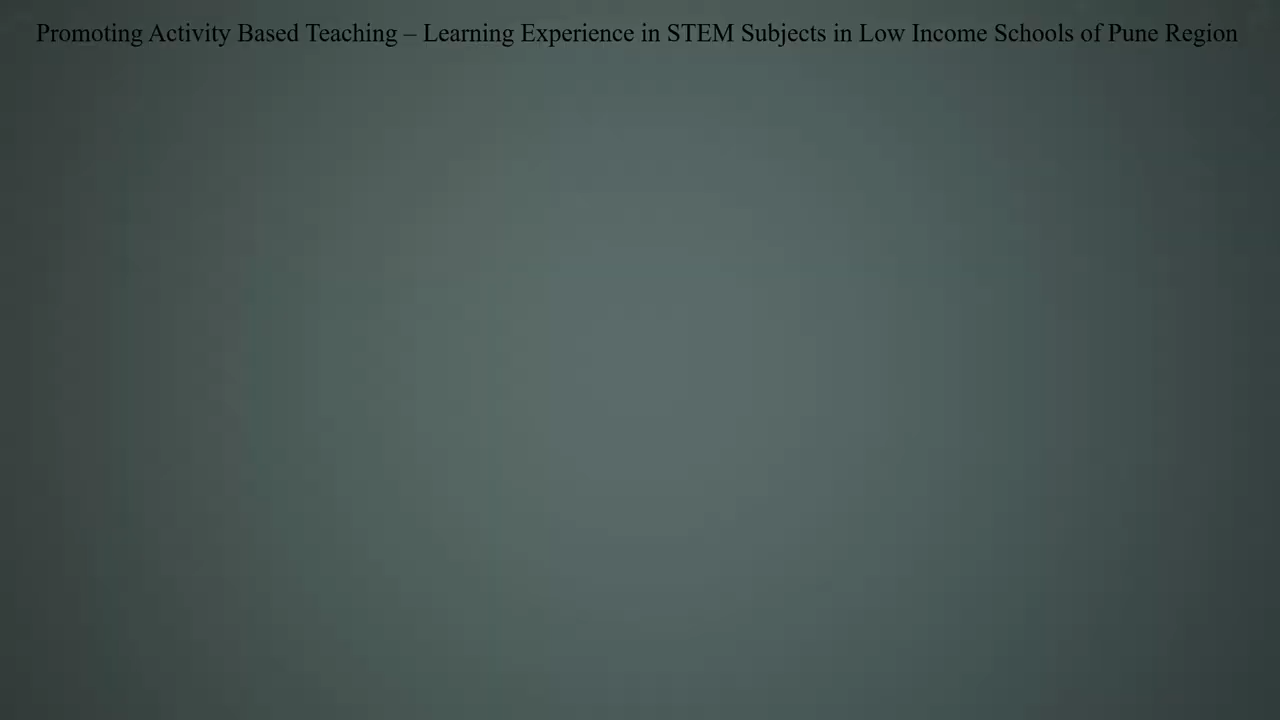 Promoting Activity Based Teaching – Learning Experience in STEM Subjects in Low Income Schools of Pune Region